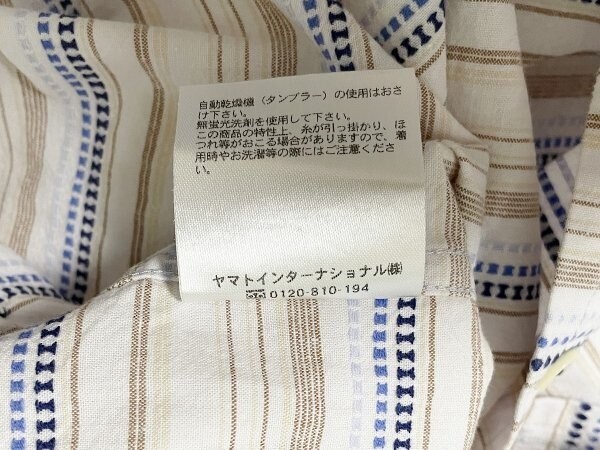 自動乾燥機（タンブラー）の使用はおさ
け下さい。
無蛍光洗剤を使用して下さい。
この商品の特性上、糸が引っ掛かり、ほ
つれ等がおこる場合がありますので、着
用時やお洗濯等の際にはご注意くださ
い。
ヤマトインターナショナル㈱
☎0120-810-194